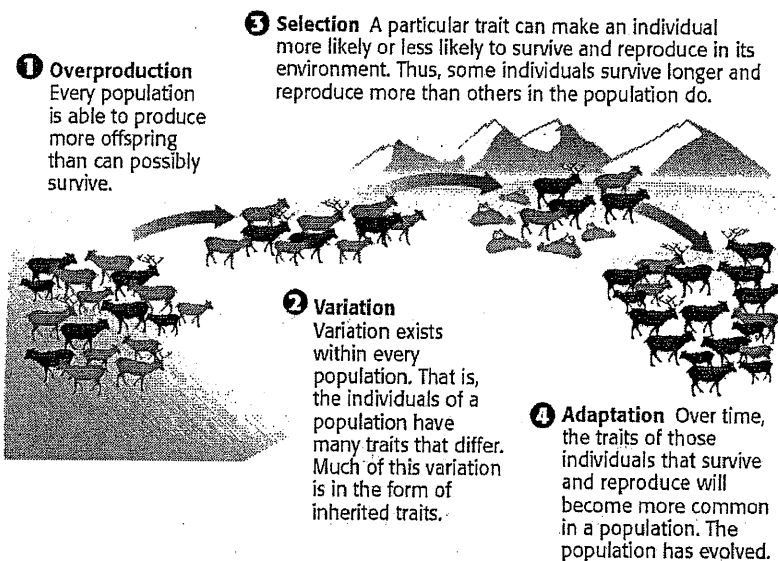 ❶ Overproduction
Every population
is able to produce
more offspring
than can possibly
survive.
❷ Variation
Variation exists
within every
population. That is,
the individuals of a
population have
many traits that differ.
Much of this variation
is in the form of
inherited traits.
❸ Selection A particular trait can make an individual
more likely or less likely to survive and reproduce in its
environment. Thus, some individuals survive longer and
reproduce more than others in the population do.
❹ Adaptation Over time,
the traits of those
individuals that survive
and reproduce will
become more common
in a population. The
population has evolved.